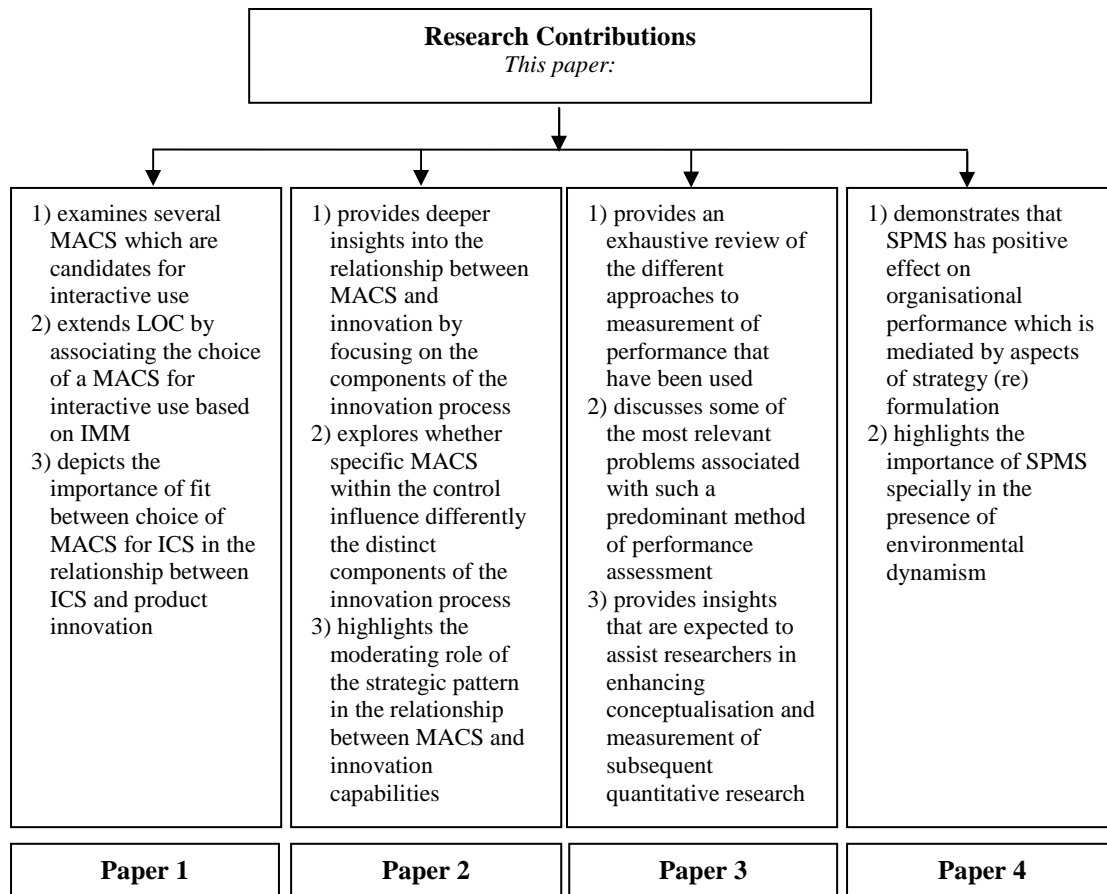 Research Contributions
This paper:
1) examines several
MACS which are
candidates for
interactive use
2) extends LOC by
associating the choice
of a MACS for
interactive use based
on IMM
3) depicts the
importance of fit
between choice of
MACS for ICS in the
relationship between
ICS and product
innovation
1) provides deeper
insights into the
relationship between
MACS and
innovation by
focusing on the
components of the
innovation process
2) explores whether
specific MACS
within the control
influence differently
the distinct
components of the
innovation process
3) highlights the
moderating role of
the strategic pattern
in the relationship
between MACS and
innovation
capabilities
1) provides an
exhaustive review of
the different
approaches to
measurement of
performance that
have been used
2) discusses some of
the most relevant
problems associated
with such a
predominant method
of performance
assessment
3) provides insights
that are expected to
assist researchers in
enhancing
conceptualisation and
measurement of
subsequent
quantitative research
1) demonstrates that
SPMS has positive
effect on
organisational
performance which is
mediated by aspects
of strategy (re)
formulation
2) highlights the
importance of SPMS
specially in the
presence of
environmental
dynamism
Paper 1
Paper 2
Paper 3
Paper 4